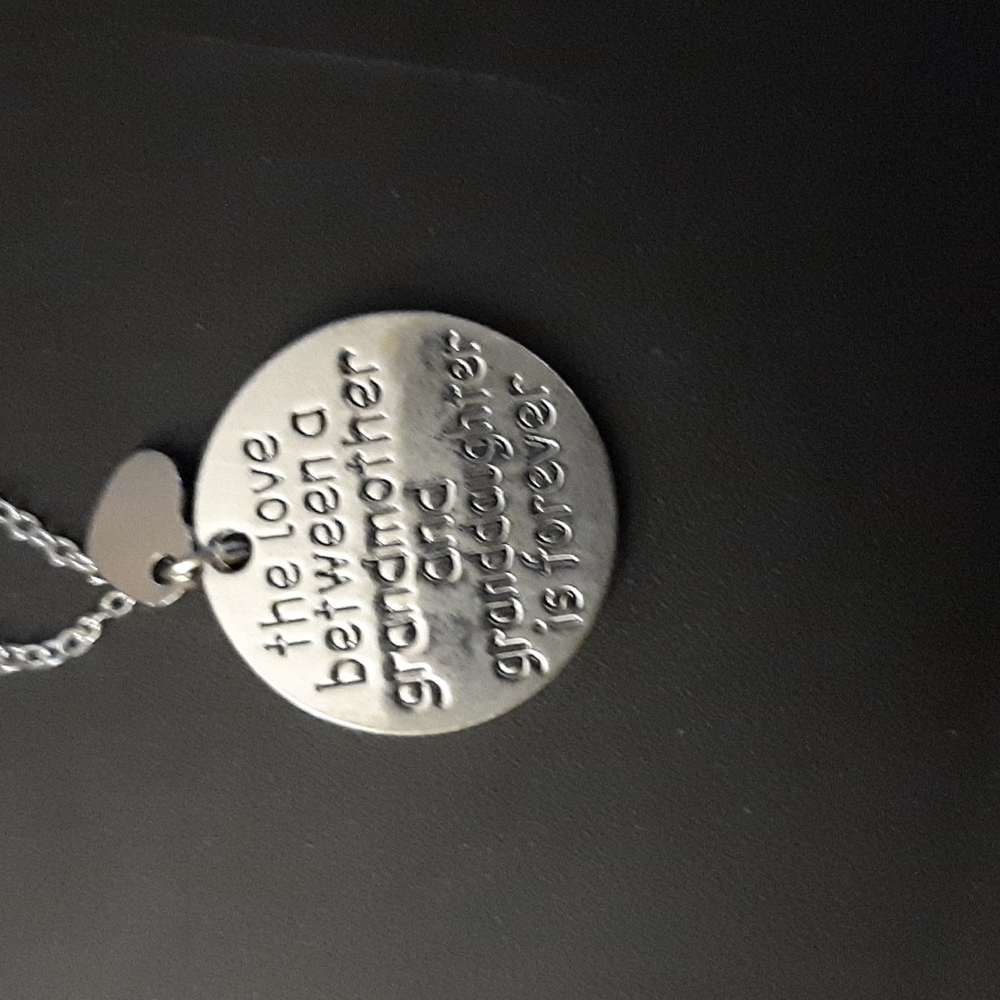 the love
between a
grandmother
and
granddaughter
is forever